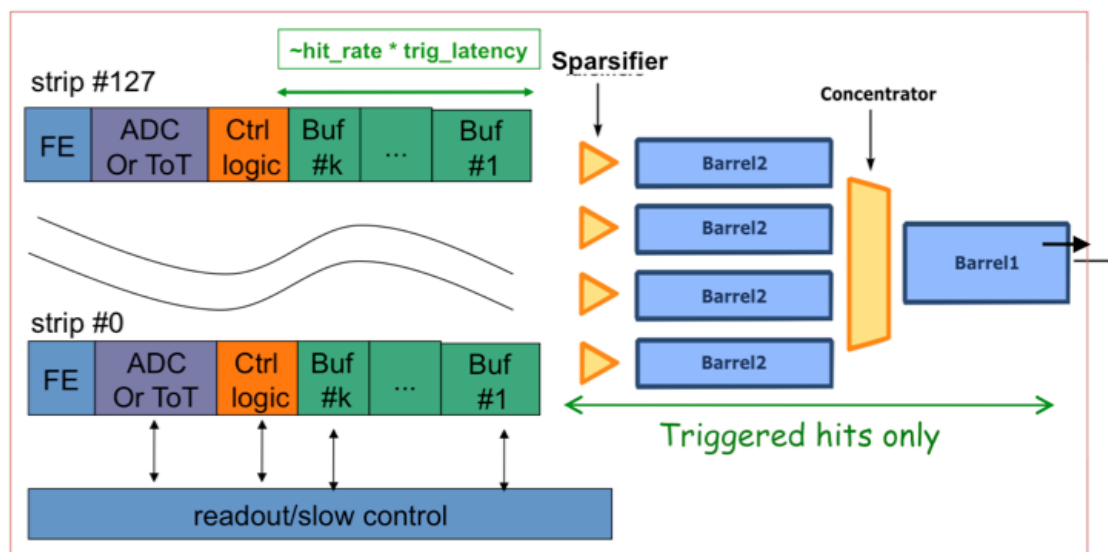 ~hit_rate * trig_latency
strip #127
FE
ADC
Or ToT
Ctrl
logic
Buf
#k
...
Buf
#1
strip #0
FE
ADC
Or ToT
Ctrl
logic
Buf
#k
...
Buf
#1
readout/slow control
Sparsifier
Concentrator
Barrel2
Barrel2
Barrel2
Barrel2
Barrel1
Triggered hits only